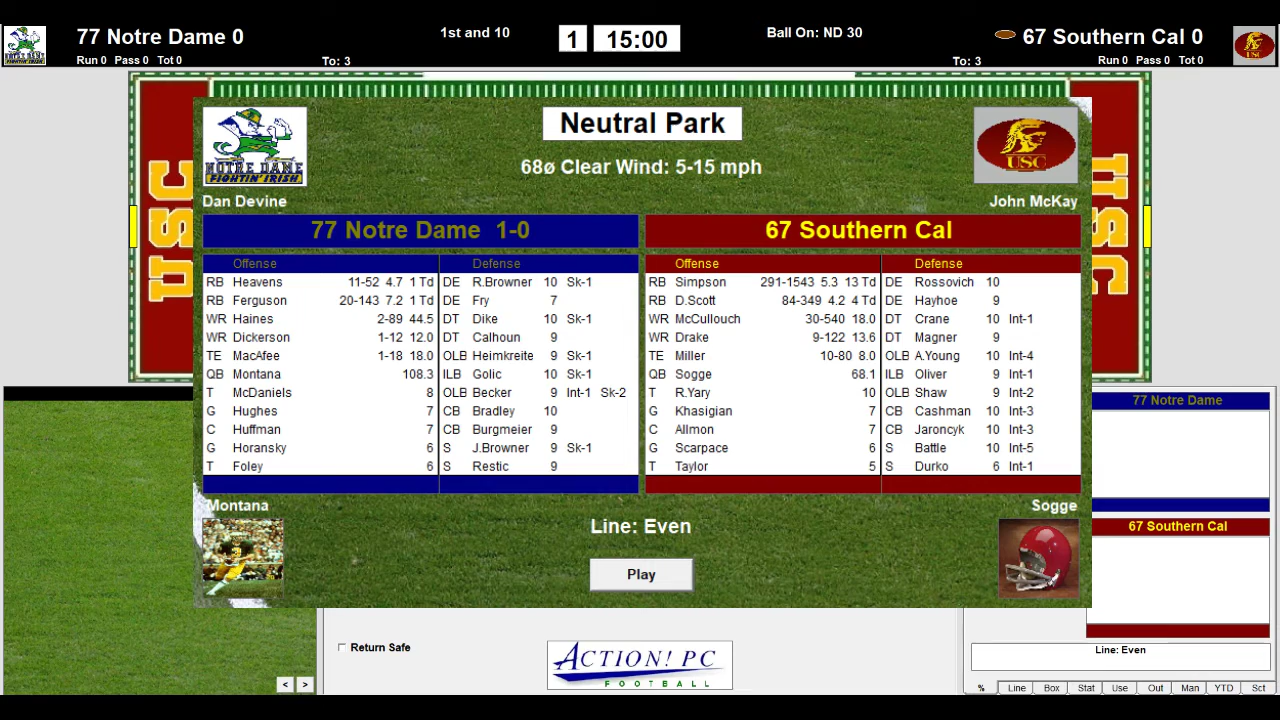 77 Notre Dame 0
1st and 10
1
15:00
Ball On: ND 30
67 Southern Cal 0
Run 0 Pass 0 Tot 0
To: 3
To: 3
Run 0 Pass 0 Tot 0
NOTRE DAME
FIGHTIN' IRISH
Neutral Park
USC
68ø Clear Wind: 5-15 mph
Dan Devine
John McKay
USC
USC
77 Notre Dame 1-0
67 Southern Cal
Offense Defense Offense Defense
RB Heavens 11-52 4.7 1 Td DE R.Browner 10 Sk-1 RB Simpson 291-1543 5.3 13 Td DE Rossovich 10
RB Ferguson 20-143 7.2 1 Td DE Fry 7 RB D.Scott 84-349 4.2 4 Td DE Hayhoe 9
WR Haines 2-89 44.5 DT Dike 10 Sk-1 WR McCullouch 30-540 18.0 DT Crane 10 Int-1
WR Dickerson 1-12 12.0 DT Calhoun 9 WR Drake 9-122 13.6 DT Magner 9
TE MacAfee 1-18 18.0 OLB Heimkreite 9 Sk-1 TE Miller 10-80 8.0 OLB A.Young 10 Int-4
QB Montana 108.3 ILB Golic 10 Sk-1 QB Sogge 68.1 ILB Oliver 9 Int-1
T McDaniels 8 OLB Becker 9 Int-1 Sk-2 T R.Yary 10 OLB Shaw 9 Int-2
G Hughes 7 CB Bradley 10 G Khasigian 7 CB Cashman 10 Int-3
C Huffman 7 CB Burgmeier 9 C Allmon 7 CB Jaroncyk 10 Int-3
G Horansky 6 S J.Browner 9 Sk-1 G Scarpace 6 S Battle 10 Int-5
T Foley 6 S Restic 9 T Taylor 5 S Durko 6 Int-1
77 Notre Dame
Montana
Sogge
Line: Even
67 Southern Cal
Play
Return Safe
ACTION! PC
FOOTBALL
Line: Even
< >
% Line Box Stat Use Out Man YTD Sct